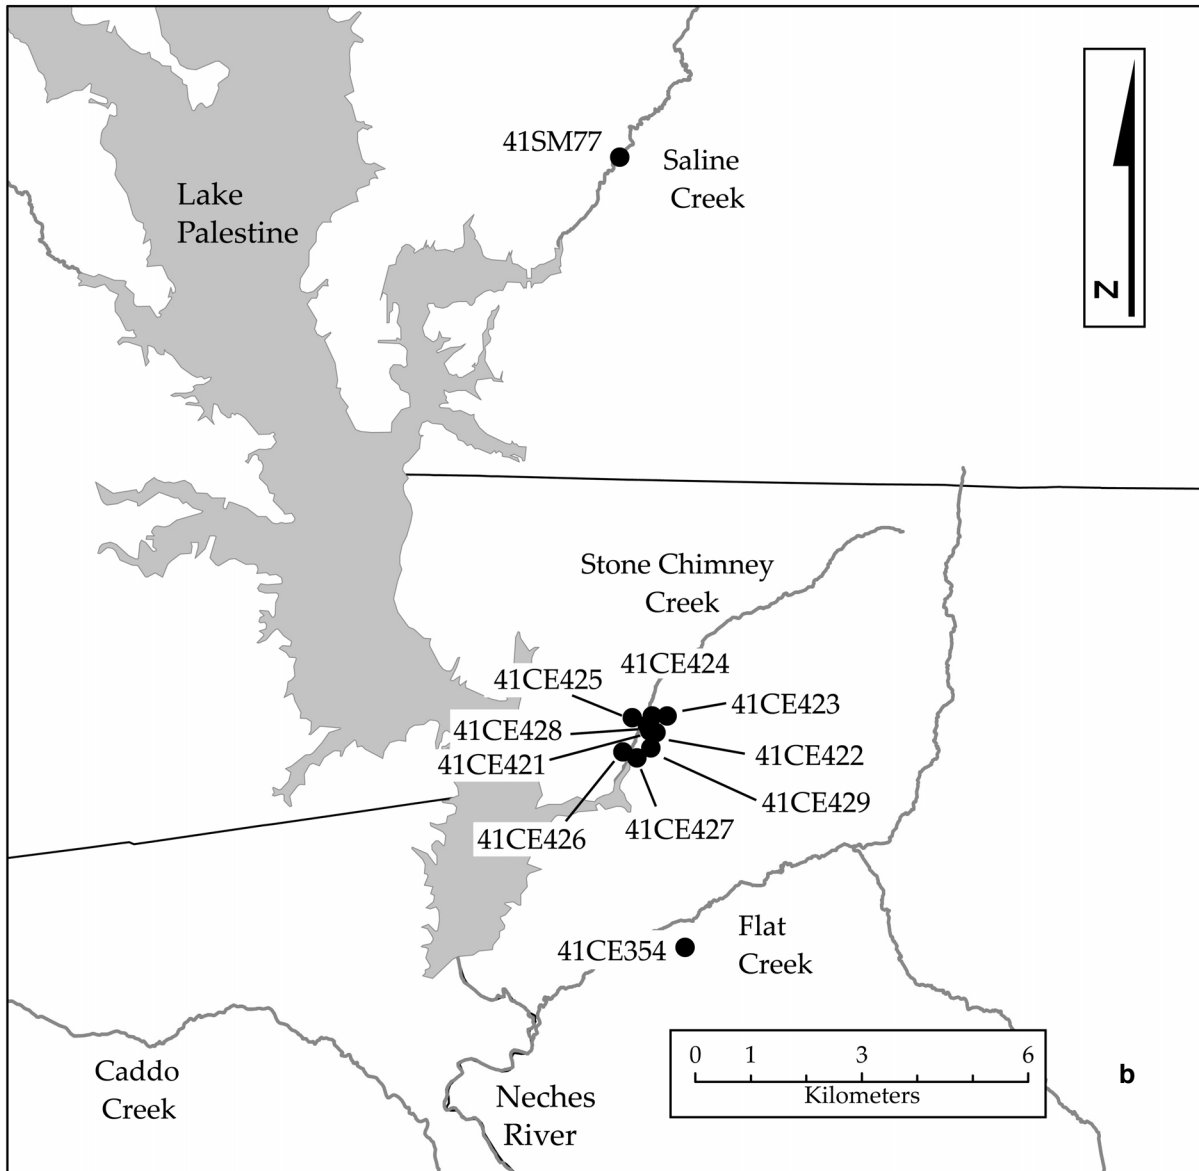 41SM77
Saline
Creek
Lake
Palestine
N
Stone Chimney
Creek
41CE424
41CE425
41CE423
41CE428
41CE422
41CE421
41CE429
41CE427
41CE426
Flat
Creek
41CE354
0 1 3 6
Kilometers
b
Caddo
Creek
Neches
River